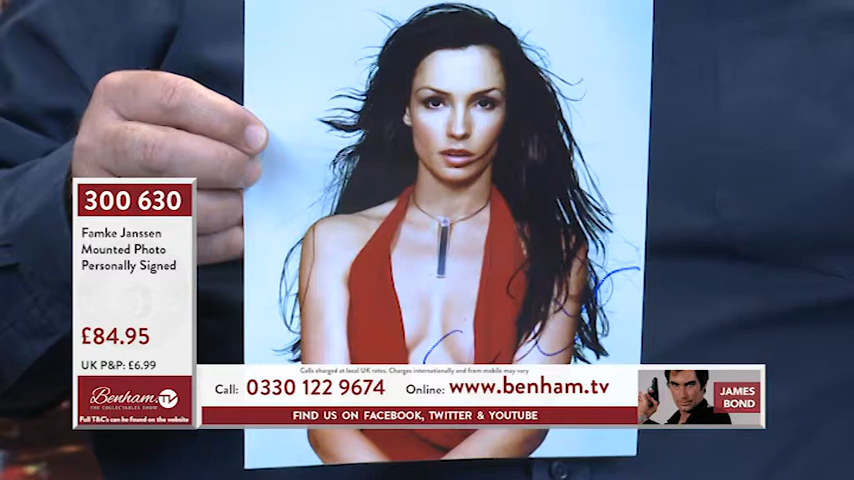 300 630
Famke Janssen
Mounted Photo
Personally Signed
£84.95
UK P&P: £6.99
Benham.TV
THE COLLECTABLES SHOW
Full T&C's can be found on the website
Calls charged at local UK rates. Charges internationally and from mobile may vary
Call: 0330 122 9674 Online: www.benham.tv
FIND US ON FACEBOOK, TWITTER & YOUTUBE
JAMES
BOND